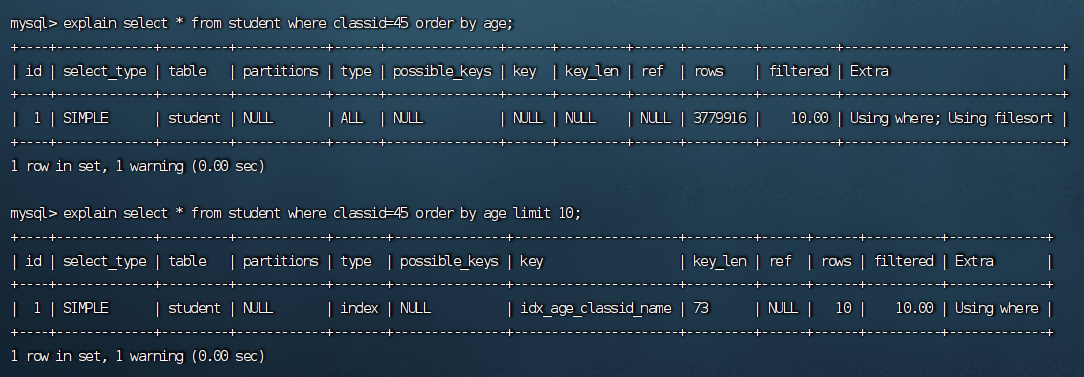 mysql> explain select * from student where classid=45 order by age;
+----+-------------+---------+------------+------+---------------+------+---------+------+---------+----------+-----------------------------+
| id | select_type | table   | partitions | type | possible_keys | key  | key_len | ref  | rows    | filtered | Extra                       |
+----+-------------+---------+------------+------+---------------+------+---------+------+---------+----------+-----------------------------+
|  1 | SIMPLE      | student | NULL       | ALL  | NULL          | NULL | NULL    | NULL | 3779916 |    10.00 | Using where; Using filesort |
+----+-------------+---------+------------+------+---------------+------+---------+------+---------+----------+-----------------------------+
1 row in set, 1 warning (0.00 sec)
mysql> explain select * from student where classid=45 order by age limit 10;
+----+-------------+---------+------------+-------+---------------+----------------------+---------+------+------+----------+-------------+
| id | select_type | table   | partitions | type  | possible_keys | key                  | key_len | ref  | rows | filtered | Extra       |
+----+-------------+---------+------------+-------+---------------+----------------------+---------+------+------+----------+-------------+
|  1 | SIMPLE      | student | NULL       | index | NULL          | idx_age_classid_name | 73      | NULL |   10 |    10.00 | Using where |
+----+-------------+---------+------------+-------+---------------+----------------------+---------+------+------+----------+-------------+
1 row in set, 1 warning (0.00 sec)